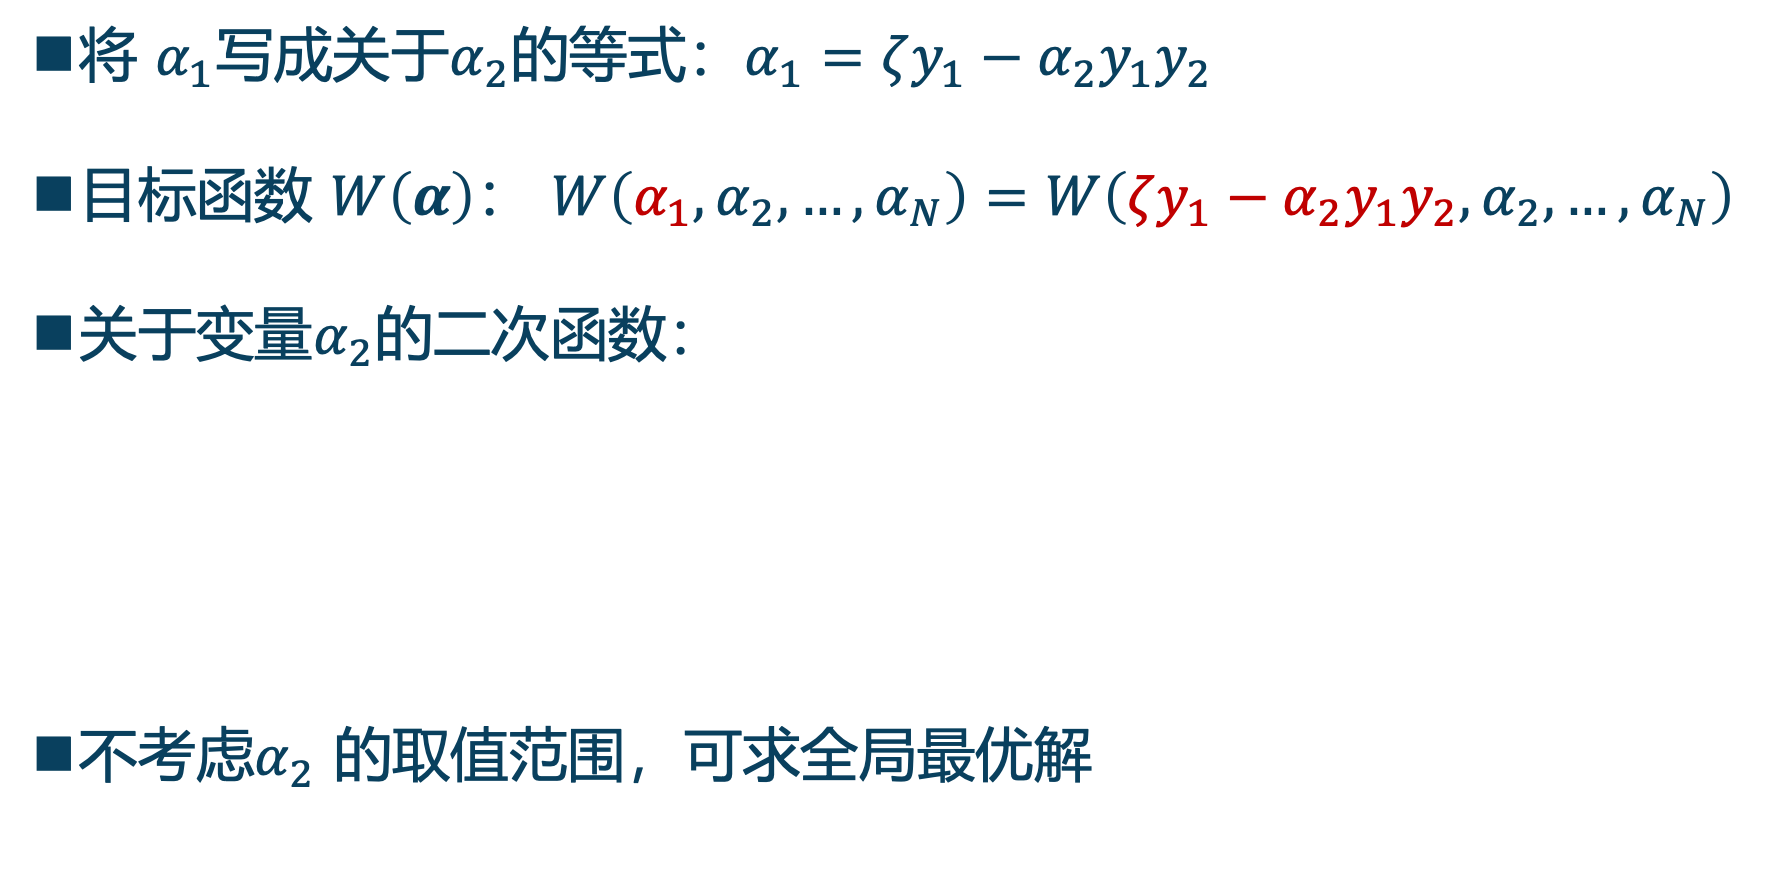 ■将 α₁写成关于α₂的等式：α₁ = ζy₁ − α₂y₁y₂
■目标函数 W(α)： W(α₁, α₂, …, α_N) = W(ζy₁ − α₂y₁y₂, α₂, …, α_N)
■关于变量α₂的二次函数：
■不考虑α₂ 的取值范围，可求全局最优解